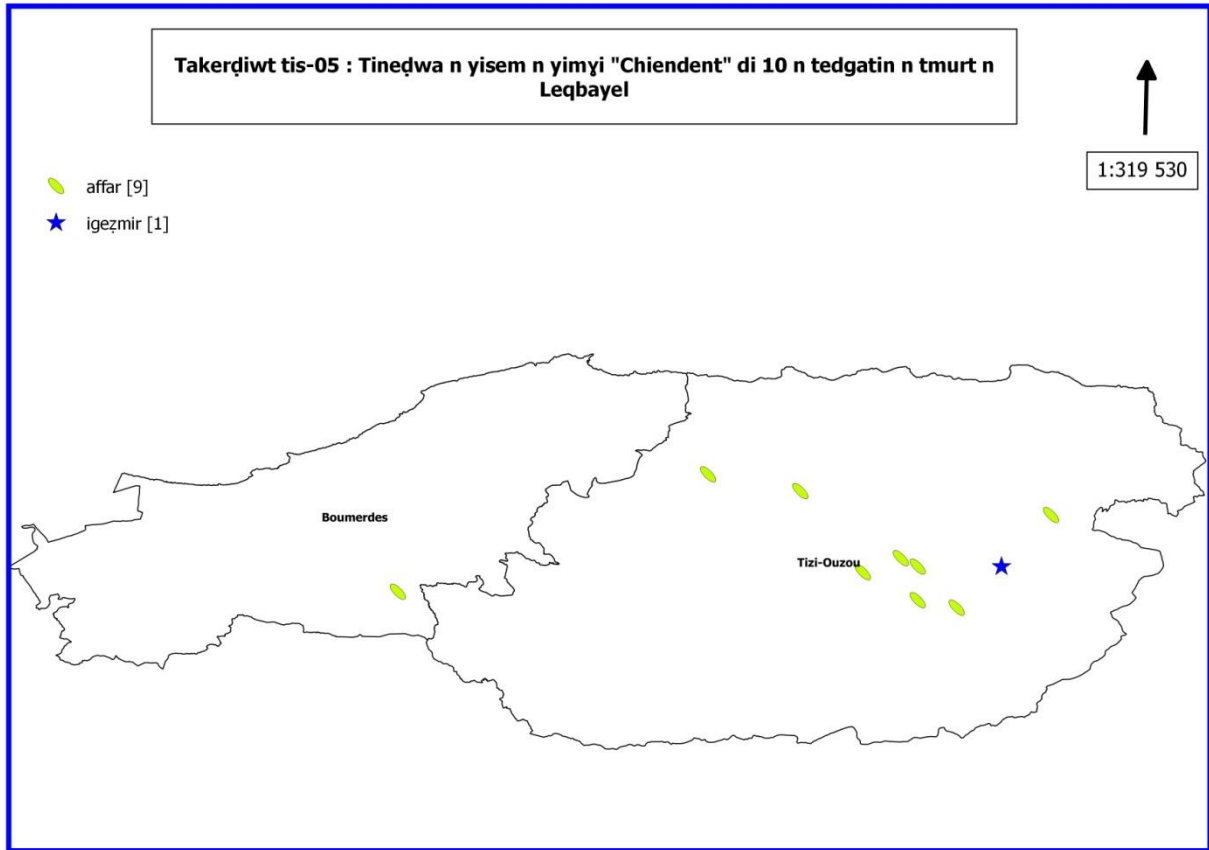 Takerḍiwt tis-05 : Tineḍwa n yisem n yimɣi "Chiendent" di 10 n tedgatin n tmurt n
Leqbayel
1:319 530
affar [9]
igeẓmir [1]
Boumerdes
Tizi-Ouzou